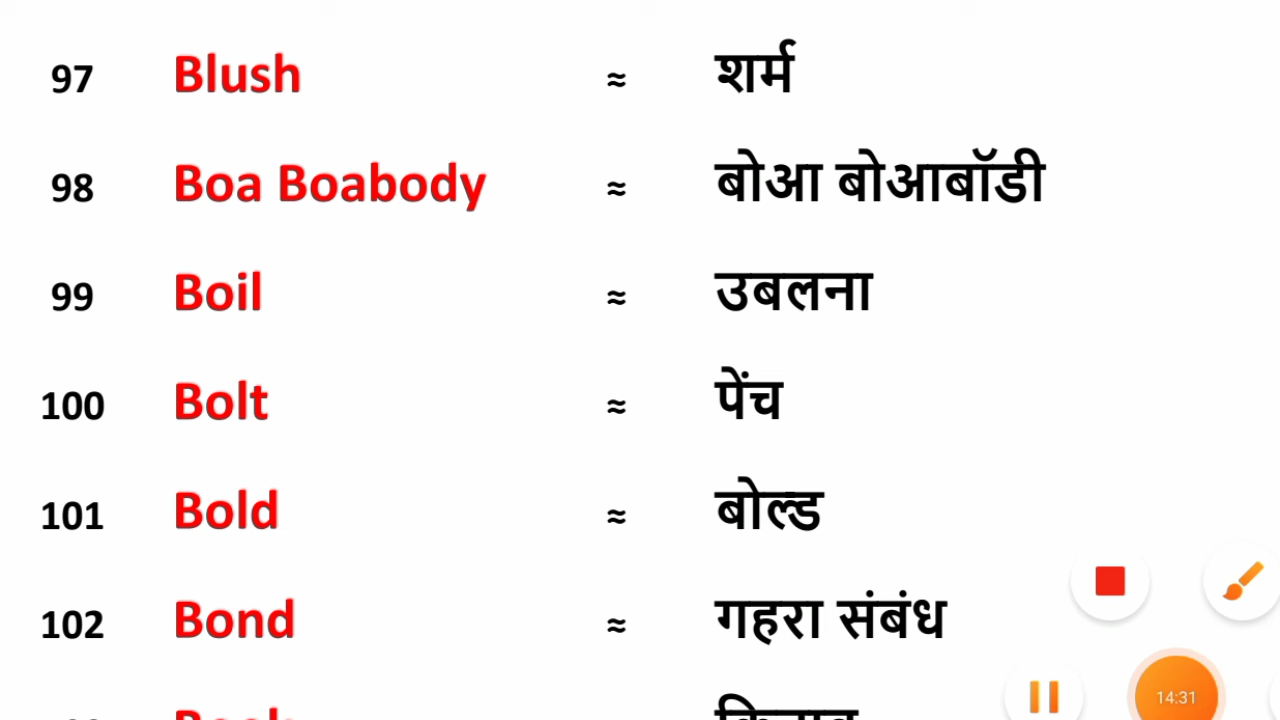 97 Blush ≈ शर्म
98 Boa Boabody ≈ बोआ बोआबॉडी
99 Boil ≈ उबलना
100 Bolt ≈ पेंच
101 Bold ≈ बोल्ड
102 Bond ≈ गहरा संबंध
14:31